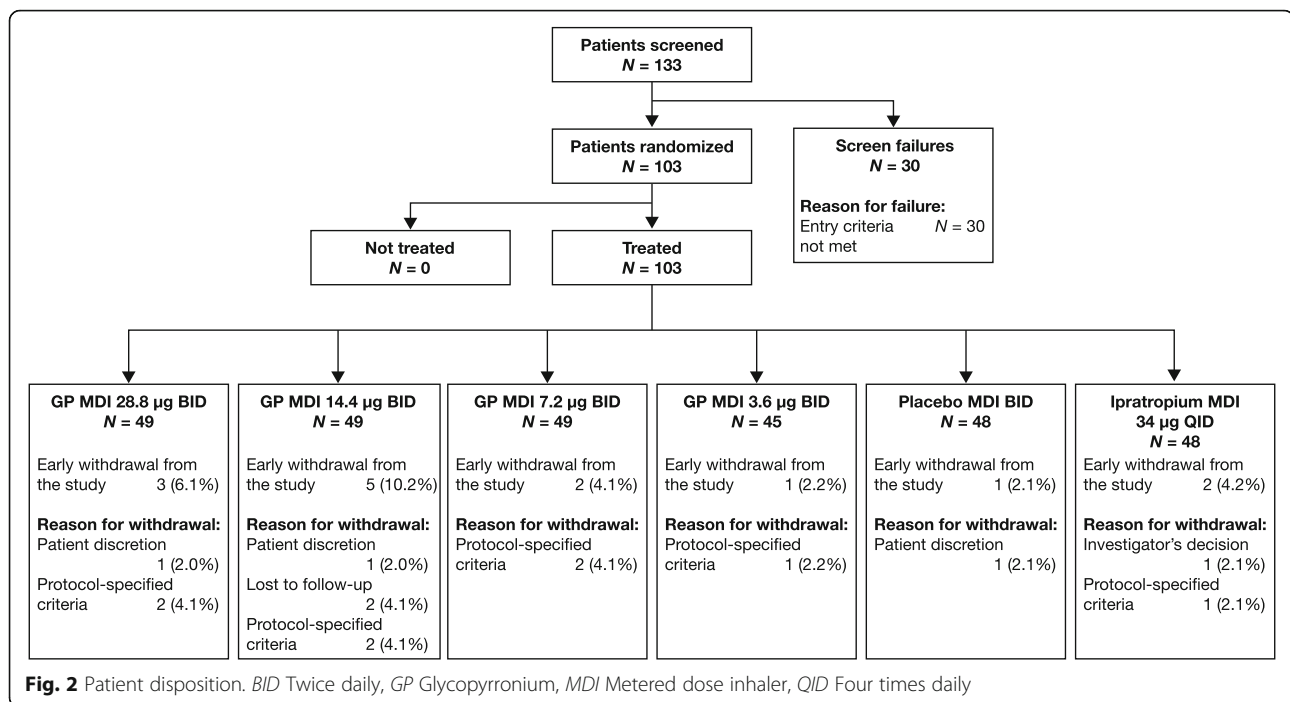 Patients screened
N = 133
Patients randomized
N = 103
Screen failures
N = 30
Reason for failure:
Entry criteria N = 30
not met
Not treated
N = 0
Treated
N = 103
GP MDI 28.8 µg BID
N = 49
Early withdrawal from
the study 3 (6.1%)
Reason for withdrawal:
Patient discretion
1 (2.0%)
Protocol-specified
criteria 2 (4.1%)
GP MDI 14.4 µg BID
N = 49
Early withdrawal from
the study 5 (10.2%)
Reason for withdrawal:
Patient discretion
1 (2.0%)
Lost to follow-up
2 (4.1%)
Protocol-specified
criteria 2 (4.1%)
GP MDI 7.2 µg BID
N = 49
Early withdrawal from
the study 2 (4.1%)
Reason for withdrawal:
Protocol-specified
criteria 2 (4.1%)
GP MDI 3.6 µg BID
N = 45
Early withdrawal from
the study 1 (2.2%)
Reason for withdrawal:
Protocol-specified
criteria 1 (2.2%)
Placebo MDI BID
N = 48
Early withdrawal from
the study 1 (2.1%)
Reason for withdrawal:
Patient discretion
1 (2.1%)
Ipratropium MDI
34 µg QID
N = 48
Early withdrawal from
the study 2 (4.2%)
Reason for withdrawal:
Investigator's decision
1 (2.1%)
Protocol-specified
criteria 1 (2.1%)
Fig. 2 Patient disposition. BID Twice daily, GP Glycopyrronium, MDI Metered dose inhaler, QID Four times daily